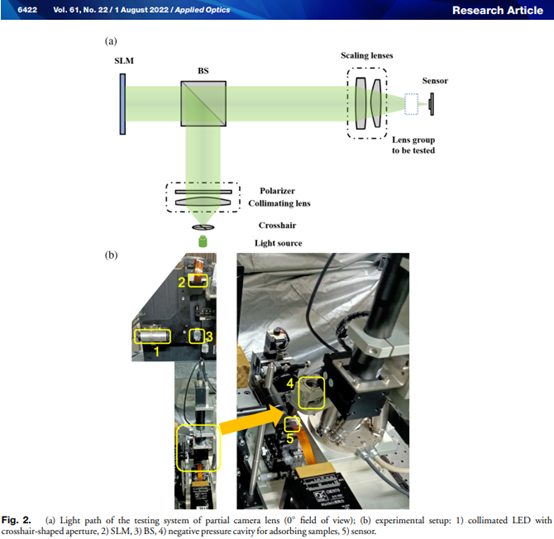 6422 Vol. 61, No. 22 / 1 August 2022 / Applied Optics Research Article
(a)
SLM
BS
Scaling lenses
Sensor
Lens group
to be tested
Polarizer
Collimating lens
Crosshair
Light source
(b)
2
3
1
4
5
Fig. 2. (a) Light path of the testing system of partial camera lens (0° field of view); (b) experimental setup: 1) collimated LED with
crosshair-shaped aperture, 2) SLM, 3) BS, 4) negative pressure cavity for adsorbing samples, 5) sensor.